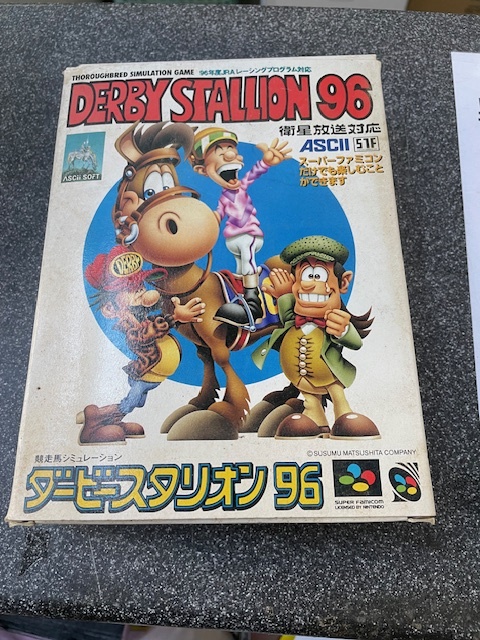 THOROUGHBRED SIMULATION GAME '96年度JRAレーシングプログラム対応
DERBY STALLION 96
衛星放送対応
ASCII
ASCII SOFT
スーパーファミコン
だけでも楽しむこと
ができます
DERBY
©SUSUMU MATSUSHITA COMPANY
競走馬シミュレーション
ダービースタリオン 96
SUPER FAMICOM
LICENSED BY NINTENDO